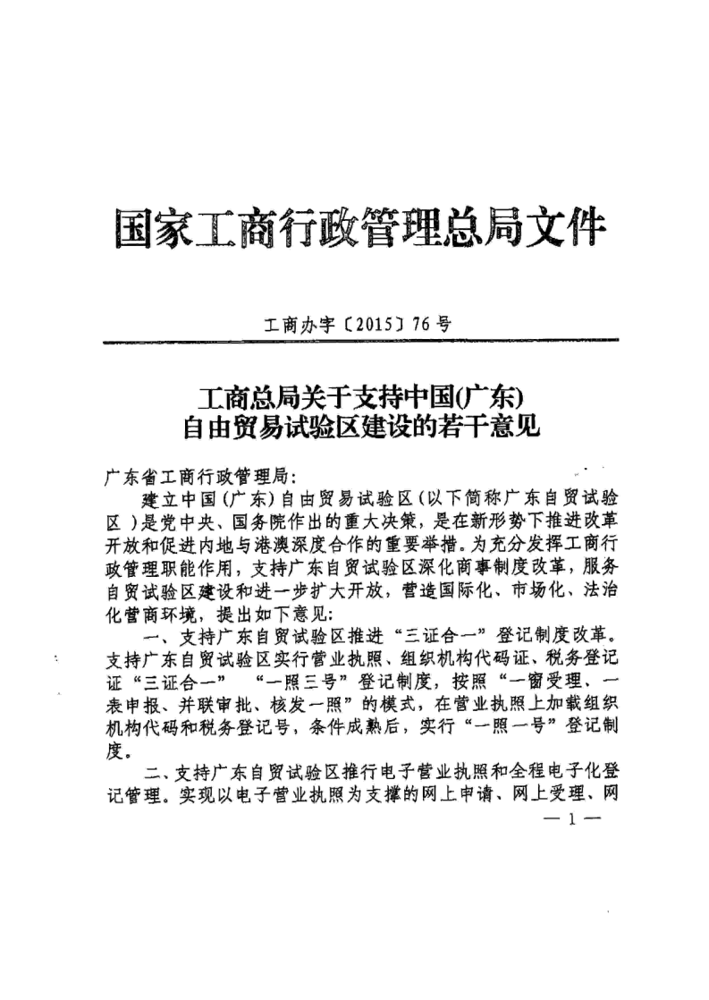 国家工商行政管理总局文件
工商办字〔2015〕76号
工商总局关于支持中国(广东)
自由贸易试验区建设的若干意见
广东省工商行政管理局：
建立中国(广东)自由贸易试验区(以下简称广东自贸试验
区 )是党中央、国务院作出的重大决策，是在新形势下推进改革
开放和促进内地与港澳深度合作的重要举措。为充分发挥工商行
政管理职能作用，支持广东自贸试验区深化商事制度改革，服务
自贸试验区建设和进一步扩大开放，营造国际化、市场化、法治
化营商环境，提出如下意见：
一、支持广东自贸试验区推进“三证合一”登记制度改革。
支持广东自贸试验区实行营业执照、组织机构代码证、税务登记
证“三证合一” “一照三号”登记制度，按照“一窗受理、一
表申报、并联审批、核发一照”的模式，在营业执照上加载组织
机构代码和税务登记号，条件成熟后，实行“一照一号”登记制
度。
二、支持广东自贸试验区推行电子营业执照和全程电子化登
记管理。实现以电子营业执照为支撑的网上申请、网上受理、网
— 1 —